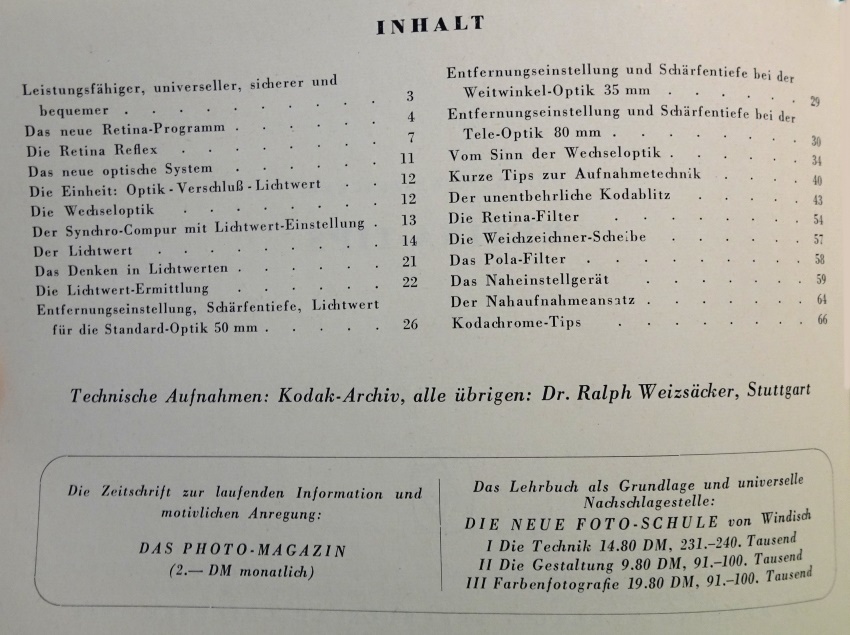 INHALT
Leistungsfähiger, universeller, sicherer und
bequemer . . . . . . . . . . 3
Das neue Retina-Programm . . . . . 4
Die Retina Reflex . . . . . . . 7
Das neue optische System . . . . . 11
Die Einheit: Optik - Verschluß - Lichtwert . . 12
Die Wechseloptik . . . . . . . 12
Der Synchro-Compur mit Lichtwert-Einstellung . 13
Der Lichtwert . . . . . . . . 14
Das Denken in Lichtwerten . . . . . 21
Die Lichtwert-Ermittlung . . . . . 22
Entfernungseinstellung, Schärfentiefe, Lichtwert
für die Standard-Optik 50 mm . . . . . 26
Entfernungseinstellung und Schärfentiefe bei der
Weitwinkel-Optik 35 mm . . . . . . 29
Entfernungseinstellung und Schärfentiefe bei der
Tele-Optik 80 mm . . . . . . . . 30
Vom Sinn der Wechseloptik . . . . . . 34
Kurze Tips zur Aufnahmetechnik . . . . 40
Der unentbehrliche Kodablitz . . . . . 43
Die Retina-Filter . . . . . . . 54
Die Weichzeichner-Scheibe . . . . . 57
Das Pola-Filter . . . . . . . . 58
Das Naheinstellgerät . . . . . . 59
Der Nahaufnahmeansatz . . . . . . 64
Kodachrome-Tips . . . . . . . 66
Technische Aufnahmen: Kodak-Archiv, alle übrigen: Dr. Ralph Weizsäcker, Stuttgart
Die Zeitschrift zur laufenden Information und
motivlichen Anregung:
DAS PHOTO-MAGAZIN
(2.— DM monatlich)
Das Lehrbuch als Grundlage und universelle
Nachschlagestelle:
DIE NEUE FOTO-SCHULE von Windisch
I Die Technik 14.80 DM, 231.–240. Tausend
II Die Gestaltung 9.80 DM, 91.–100. Tausend
III Farbenfotografie 19.80 DM, 91.–100. Tausend